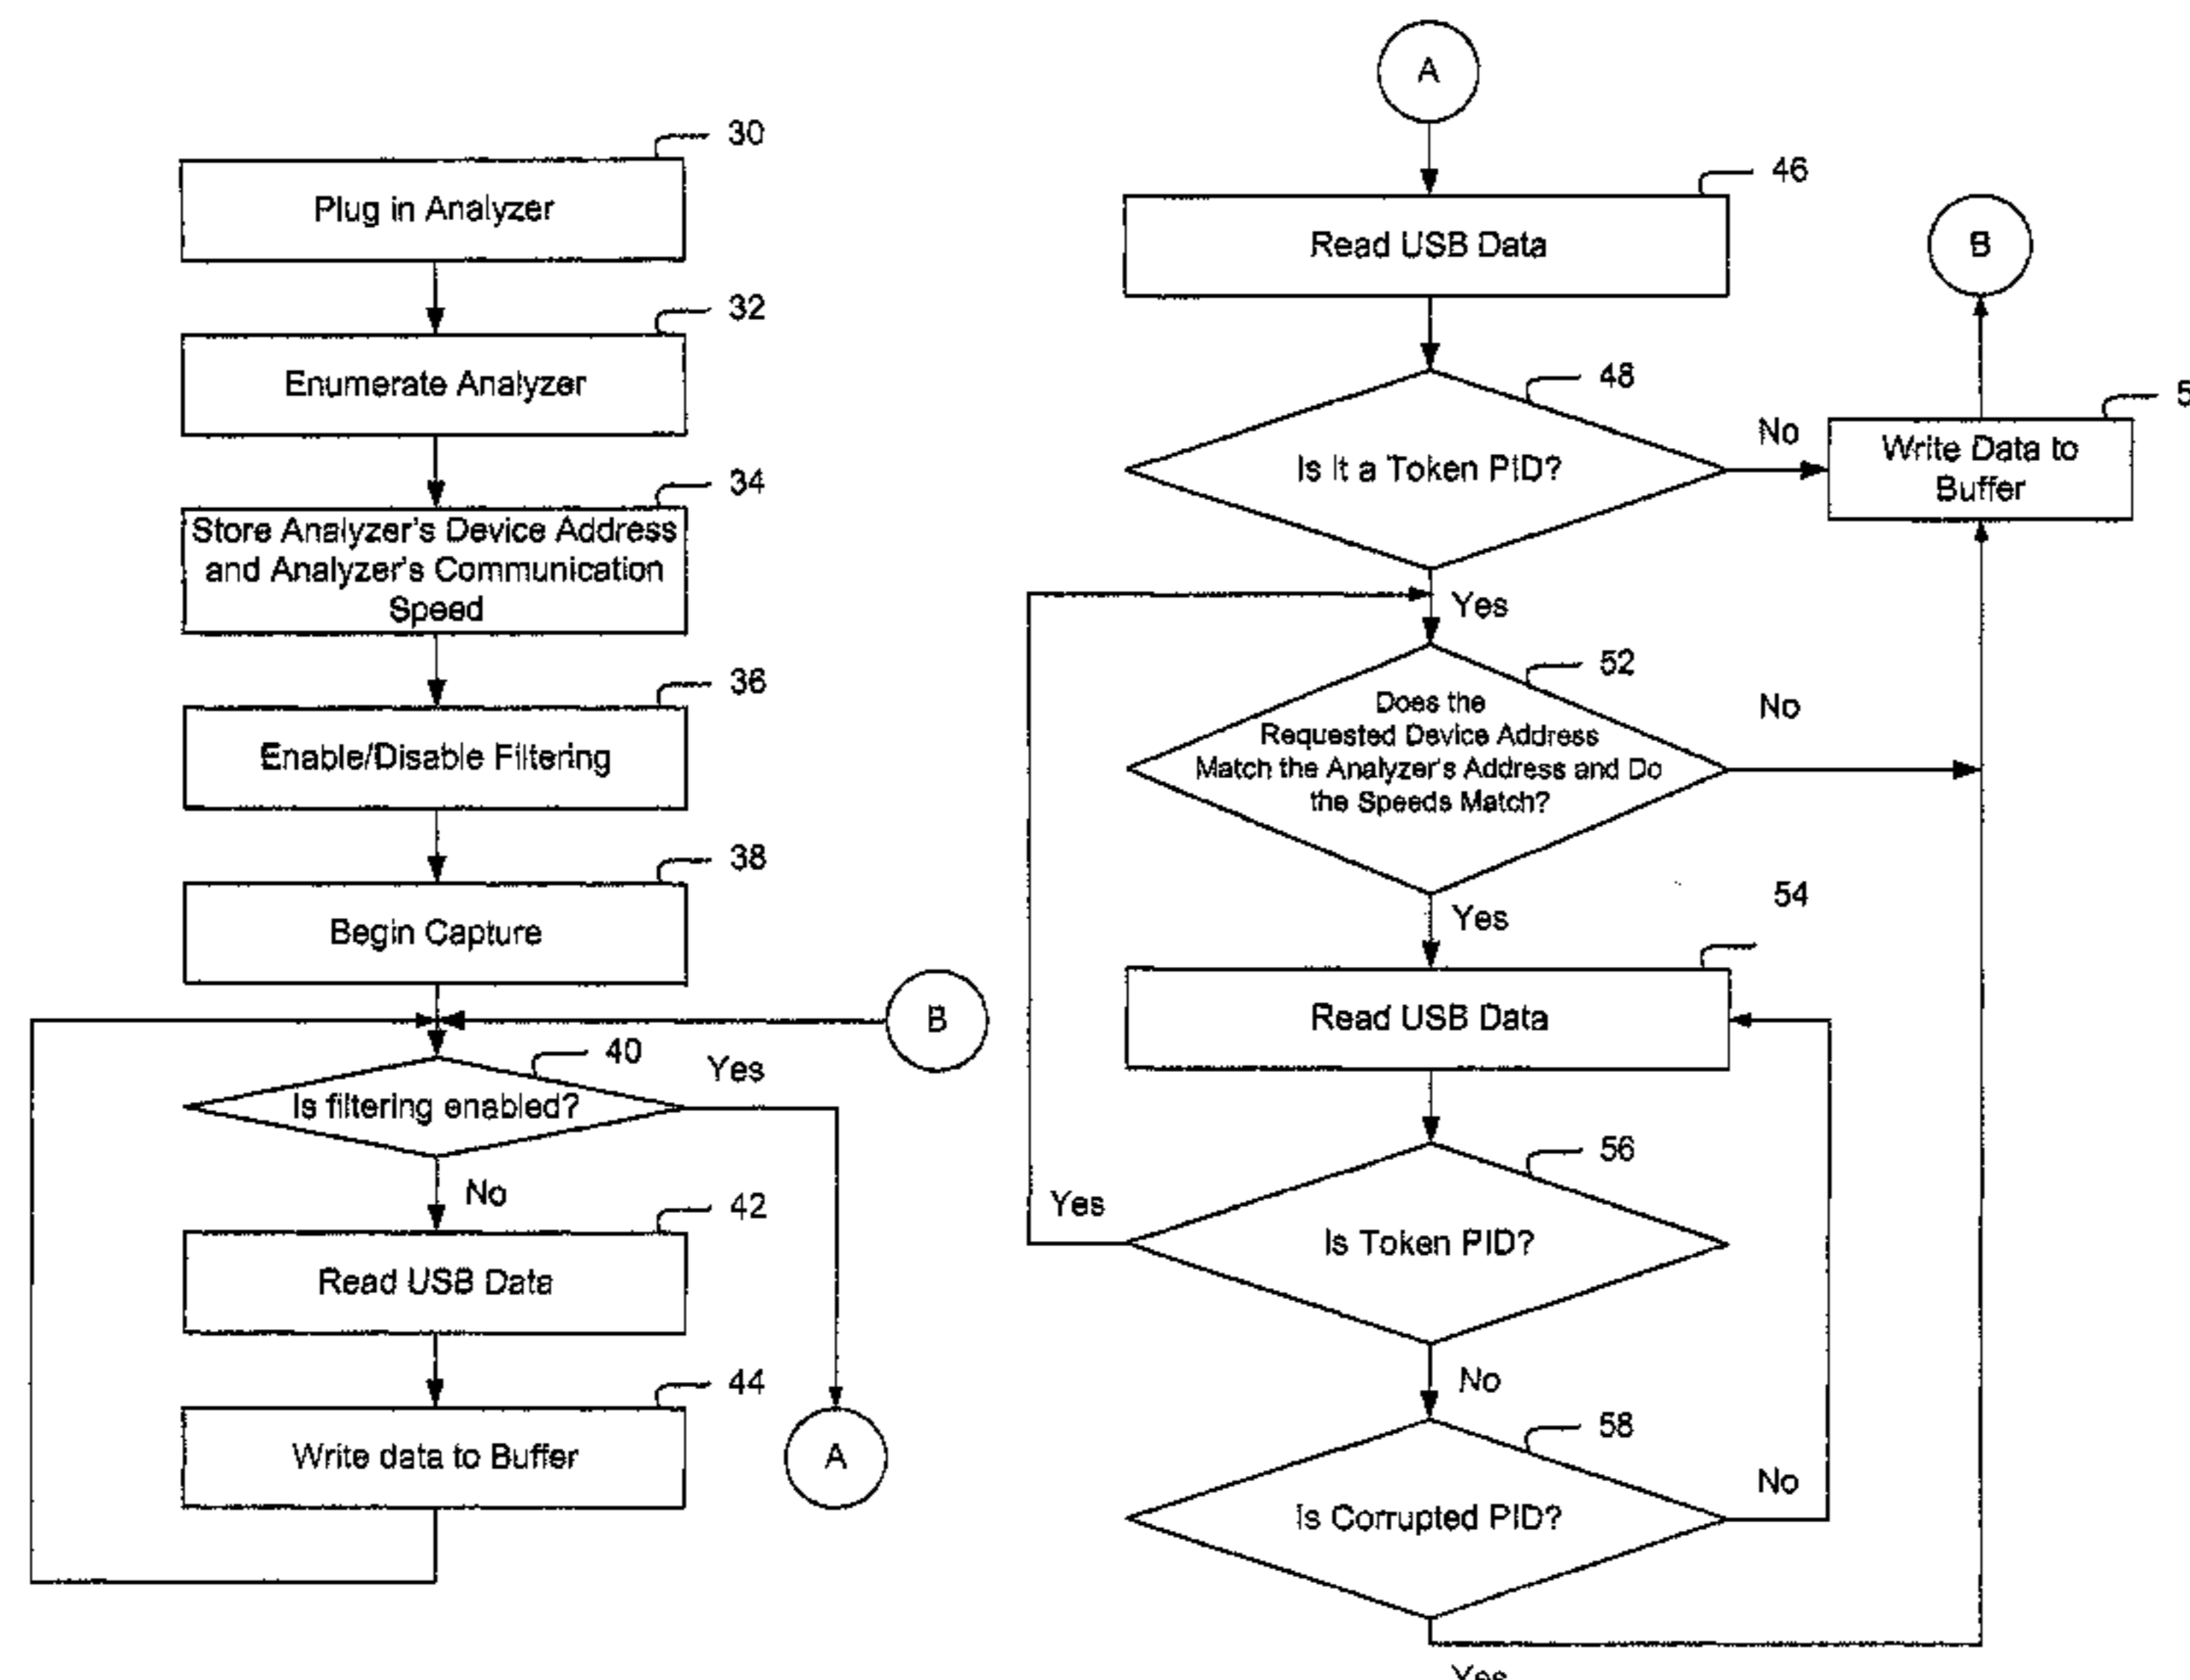 30
Plug in Analyzer
32
Enumerate Analyzer
34
Store Analyzer's Device Address
and Analyzer's Communication
Speed
36
Enable/Disable Filtering
38
Begin Capture
B
40
Is filtering enabled?
Yes
No
42
Read USB Data
44
Write data to Buffer
A
A
46
Read USB Data
B
48
Is It a Token PID?
No
5
Write Data to
Buffer
Yes
52
Does the
Requested Device Address
Match the Analyzer's Address and Do
the Speeds Match?
No
Yes
54
Read USB Data
56
Is Token PID?
Yes
No
58
Is Corrupted PID?
No
Yes